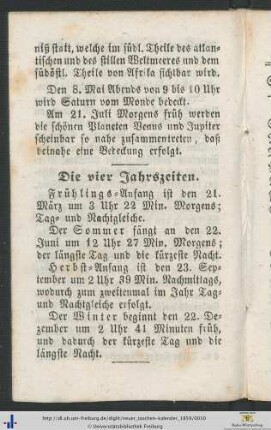 niß statt, welche im südl. Theile des atlan-
tischen und des stillen Weltmeeres und dem
südöstl. Theile von Afrika sichtbar wird.
Den 8. Mai Abends von 9 bis 10 Uhr
wird Saturn vom Monde bedeckt.
Am 21. Juli Morgens früh werden
die schönen Planeten Venus und Jupiter
scheinbar so nahe zusammentreten, daß
beinahe eine Bedeckung erfolgt.
Die vier Jahrszeiten.
Frühlings-Anfang ist den 21.
März um 3 Uhr 22 Min. Morgens;
Tag- und Nachtgleiche.
Der Sommer fängt an den 22.
Juni um 12 Uhr 27 Min. Morgens;
der längste Tag und die kürzeste Nacht.
Herbst-Anfang ist den 23. Sep-
tember um 2 Uhr 39 Min. Nachmittags,
wodurch zum zweitenmal im Jahr Tag-
und Nachtgleiche erfolgt.
Der Winter beginnt den 22. De-
zember um 2 Uhr 41 Minuten früh,
und dadurch der kürzeste Tag und die
längste Nacht.
http://dl.ub.uni-freiburg.de/diglit/neuer_taschen-kalender_1859/0010
© Universitätsbibliothek Freiburg